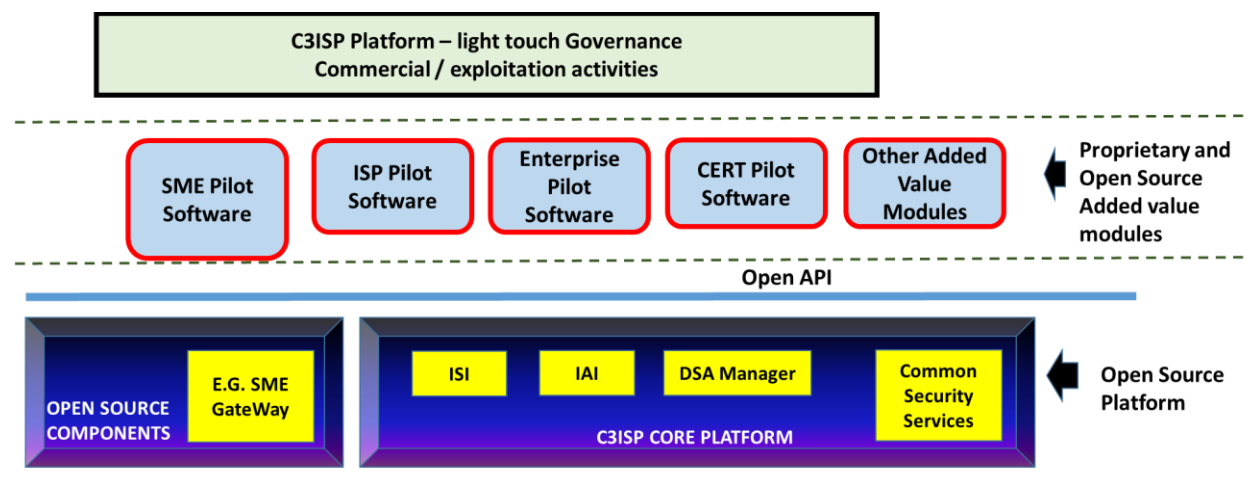 C3ISP Platform – light touch Governance
Commercial / exploitation activities
SME Pilot
Software
ISP Pilot
Software
Enterprise
Pilot
Software
CERT Pilot
Software
Other Added
Value
Modules
Proprietary and
Open Source
Added value
modules
Open API
OPEN SOURCE
COMPONENTS
E.G. SME
GateWay
ISI
IAI
DSA Manager
Common
Security
Services
C3ISP CORE PLATFORM
Open Source
Platform